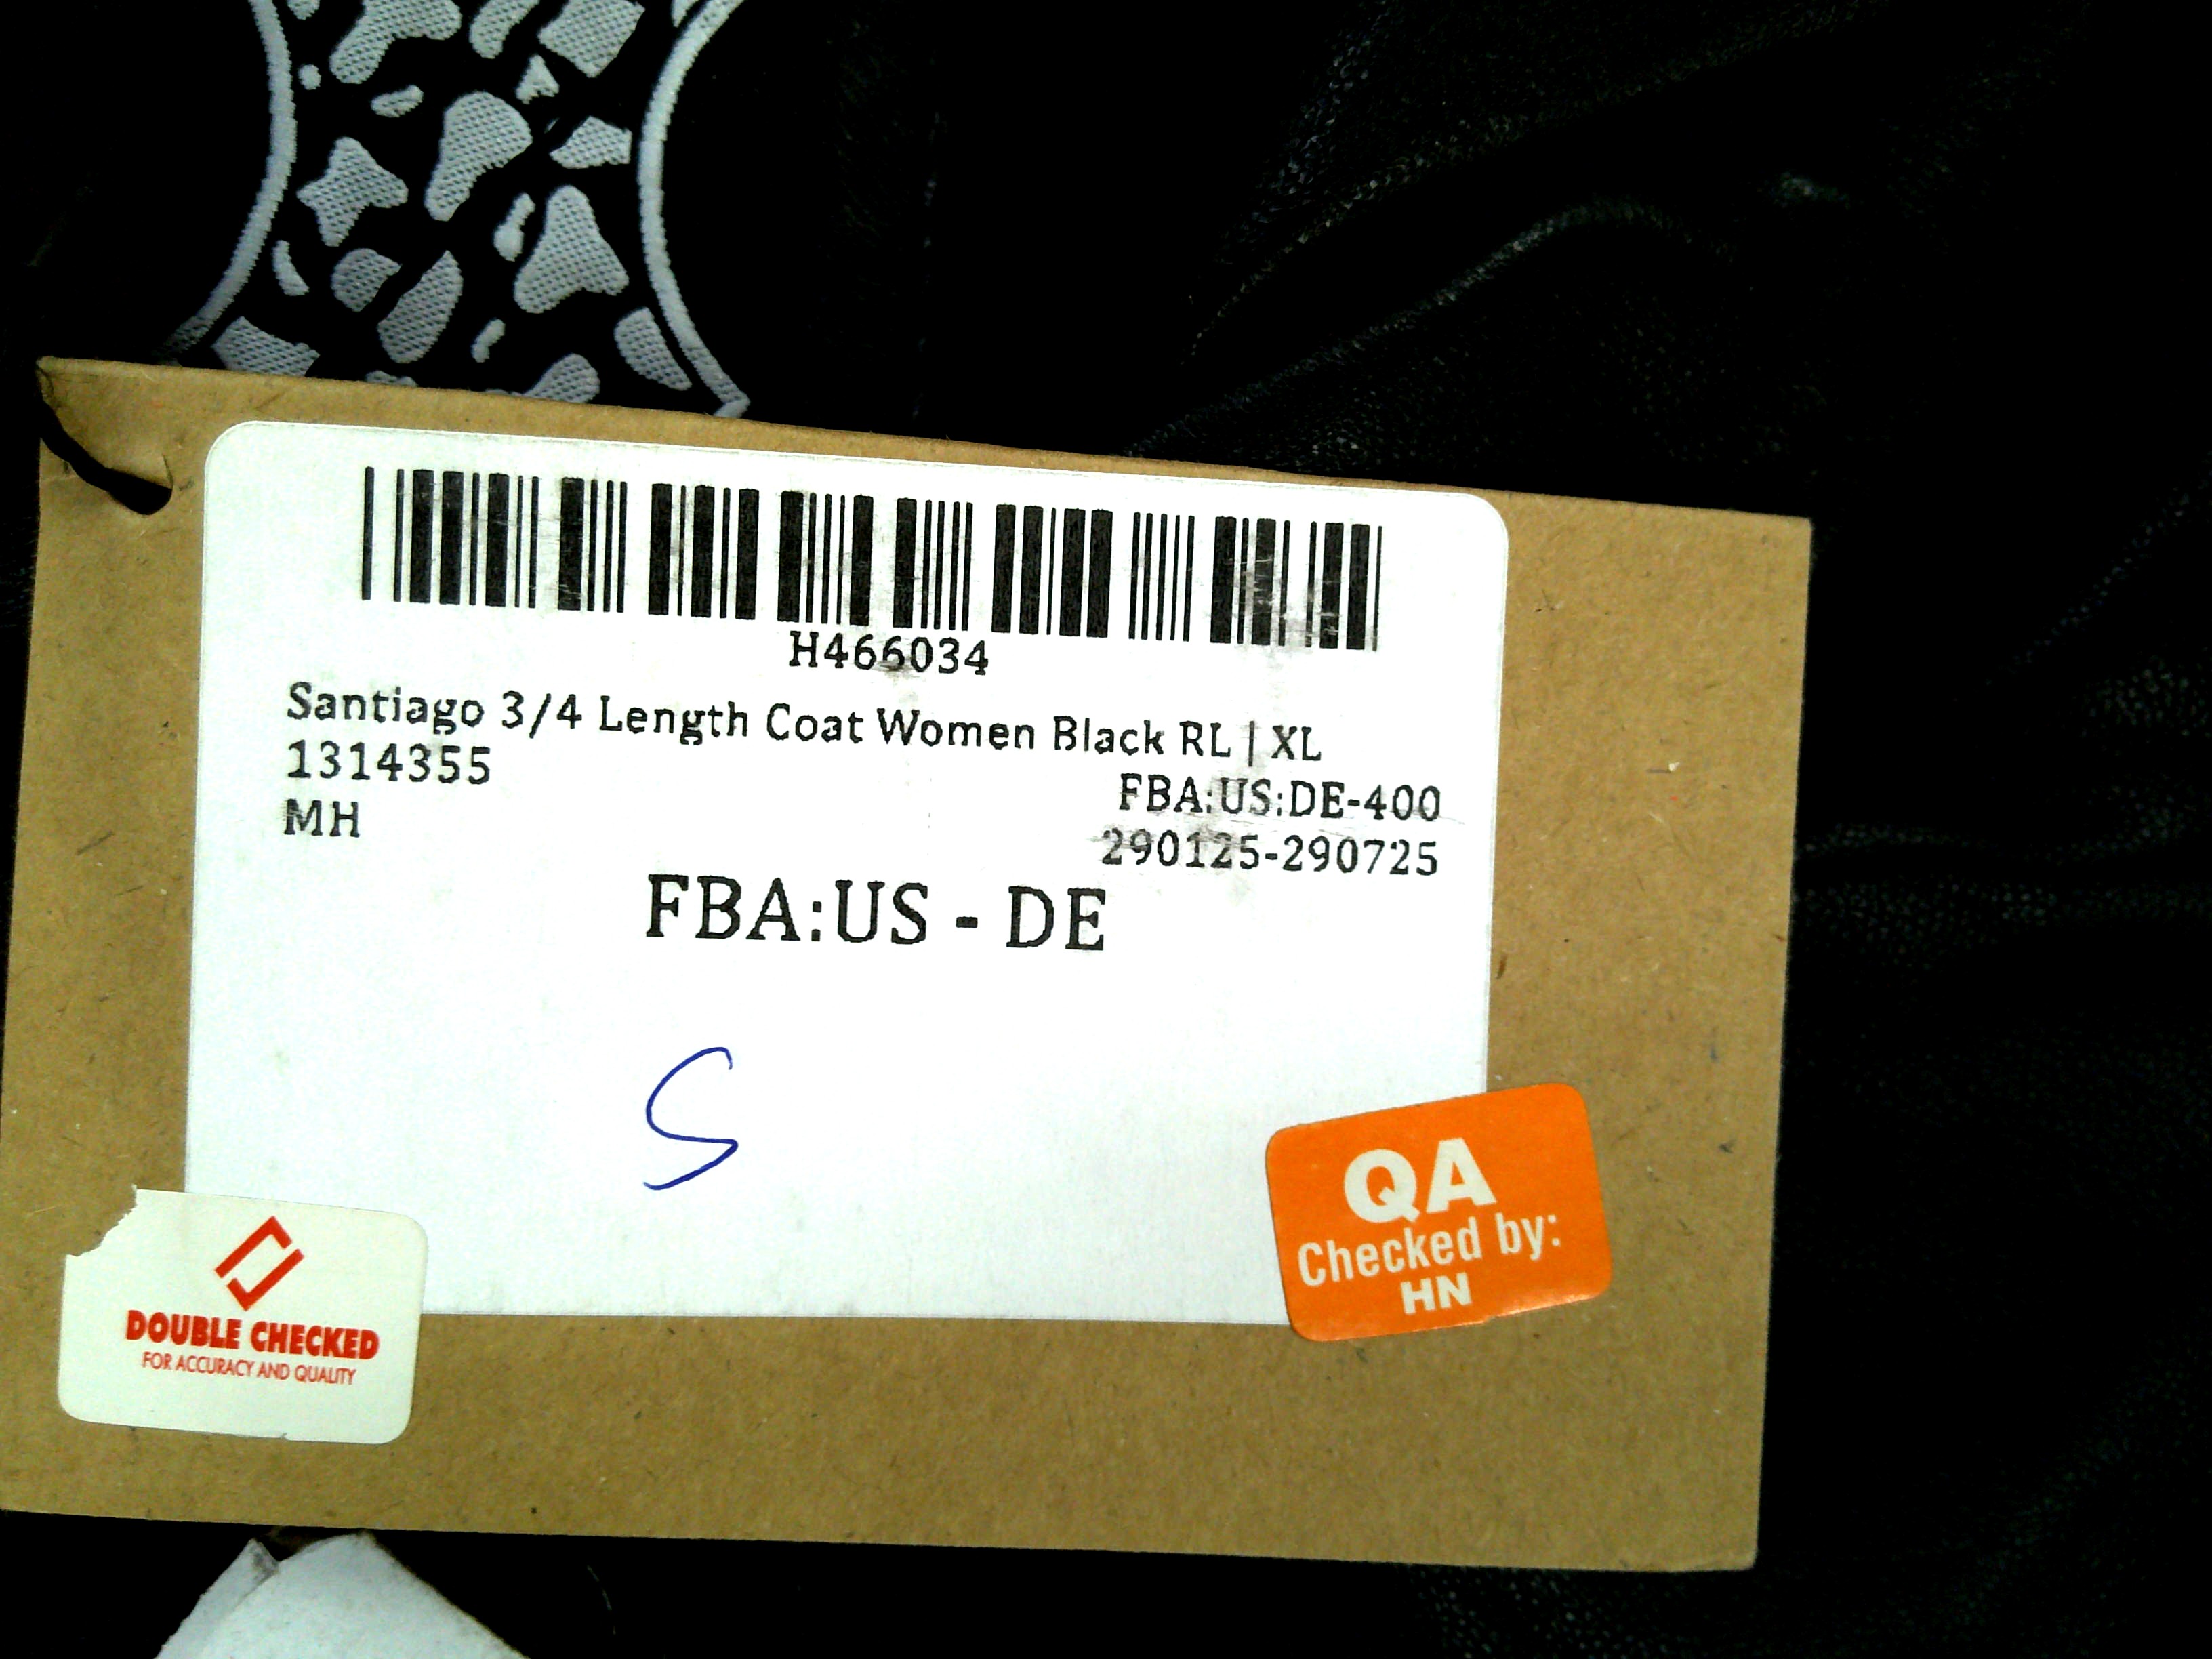 H466034
Santiago 3/4 Length Coat Women Black RL | XL
1314355
FBA:US:DE-400
MH
290125-290725
FBA:US - DE
S
QA
Checked by:
HN
DOUBLE CHECKED
FOR ACCURACY AND QUALITY